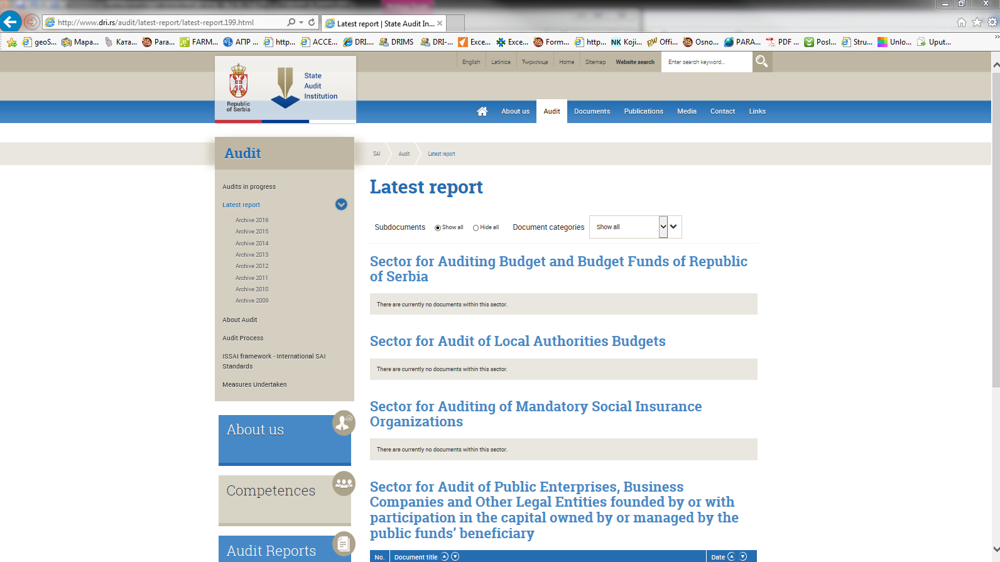 http://www.dri.rs/audit/latest-report/latest-report.199.html
Latest report | State Audit In...
geoS... Мара... Ката... Para... FARM... АПР ... http... ACCE... DRI.... DRIMS DRI-... Exce... Exce... Form... http... Koji... Offi... Osno... PARA... PDF ... Posl... Stru... Unlo... Uput...
English Latinica Ћирилица Home Sitemap Website search Enter search keyword...
Republic
of Serbia
State
Audit
Institution
About us Audit Documents Publications Media Contact Links
Audit
SAI Audit Latest report
Audits in progress
Latest report
Archive 2016
Archive 2015
Archive 2014
Archive 2013
Archive 2012
Archive 2011
Archive 2010
Archive 2009
About Audit
Audit Process
ISSAI framework - International SAI
Standards
Measures Undertaken
About us
Competences
Audit Reports
Latest report
Subdocuments Show all Hide all Document categories Show all
Sector for Auditing Budget and Budget Funds of Republic
of Serbia
There are currently no documents within this sector.
Sector for Audit of Local Authorities Budgets
There are currently no documents within this sector.
Sector for Auditing of Mandatory Social Insurance
Organizations
There are currently no documents within this sector.
Sector for Audit of Public Enterprises, Business
Companies and Other Legal Entities founded by or with
participation in the capital owned by or managed by the
public funds’ beneficiary
No. Document title Date